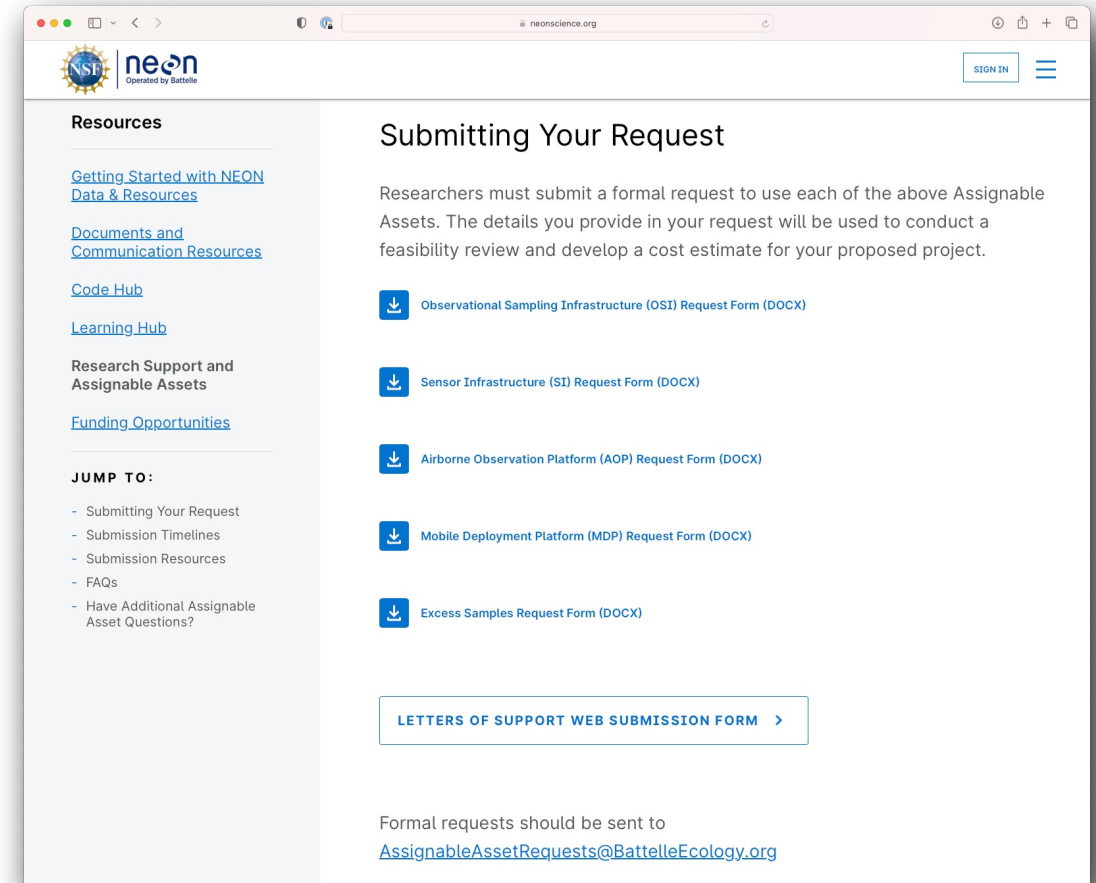 neonscience.org
NSF
neon
Operated by Battelle
SIGN IN
Resources
Getting Started with NEON
Data & Resources
Documents and
Communication Resources
Code Hub
Learning Hub
Research Support and
Assignable Assets
Funding Opportunities
JUMP TO:
- Submitting Your Request
- Submission Timelines
- Submission Resources
- FAQs
- Have Additional Assignable
Asset Questions?
Submitting Your Request
Researchers must submit a formal request to use each of the above Assignable
Assets. The details you provide in your request will be used to conduct a
feasibility review and develop a cost estimate for your proposed project.
Observational Sampling Infrastructure (OSI) Request Form (DOCX)
Sensor Infrastructure (SI) Request Form (DOCX)
Airborne Observation Platform (AOP) Request Form (DOCX)
Mobile Deployment Platform (MDP) Request Form (DOCX)
Excess Samples Request Form (DOCX)
LETTERS OF SUPPORT WEB SUBMISSION FORM >
Formal requests should be sent to
AssignableAssetRequests@BattelleEcology.org